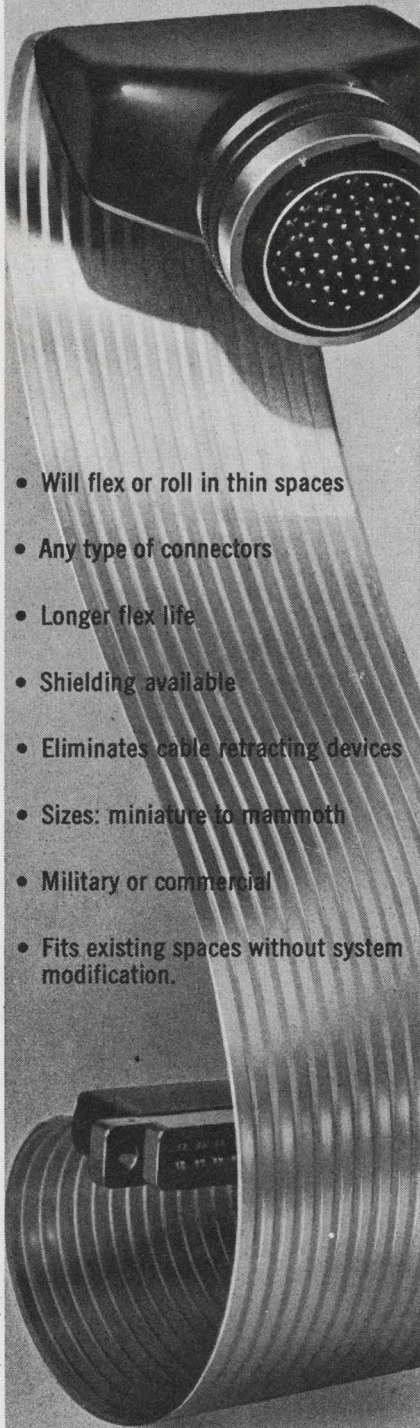 • Will flex or roll in thin spaces
• Any type of connectors
• Longer flex life
• Shielding available
• Eliminates cable retracting devices
• Sizes: miniature to mammoth
• Military or commercial
• Fits existing spaces without system
modification.